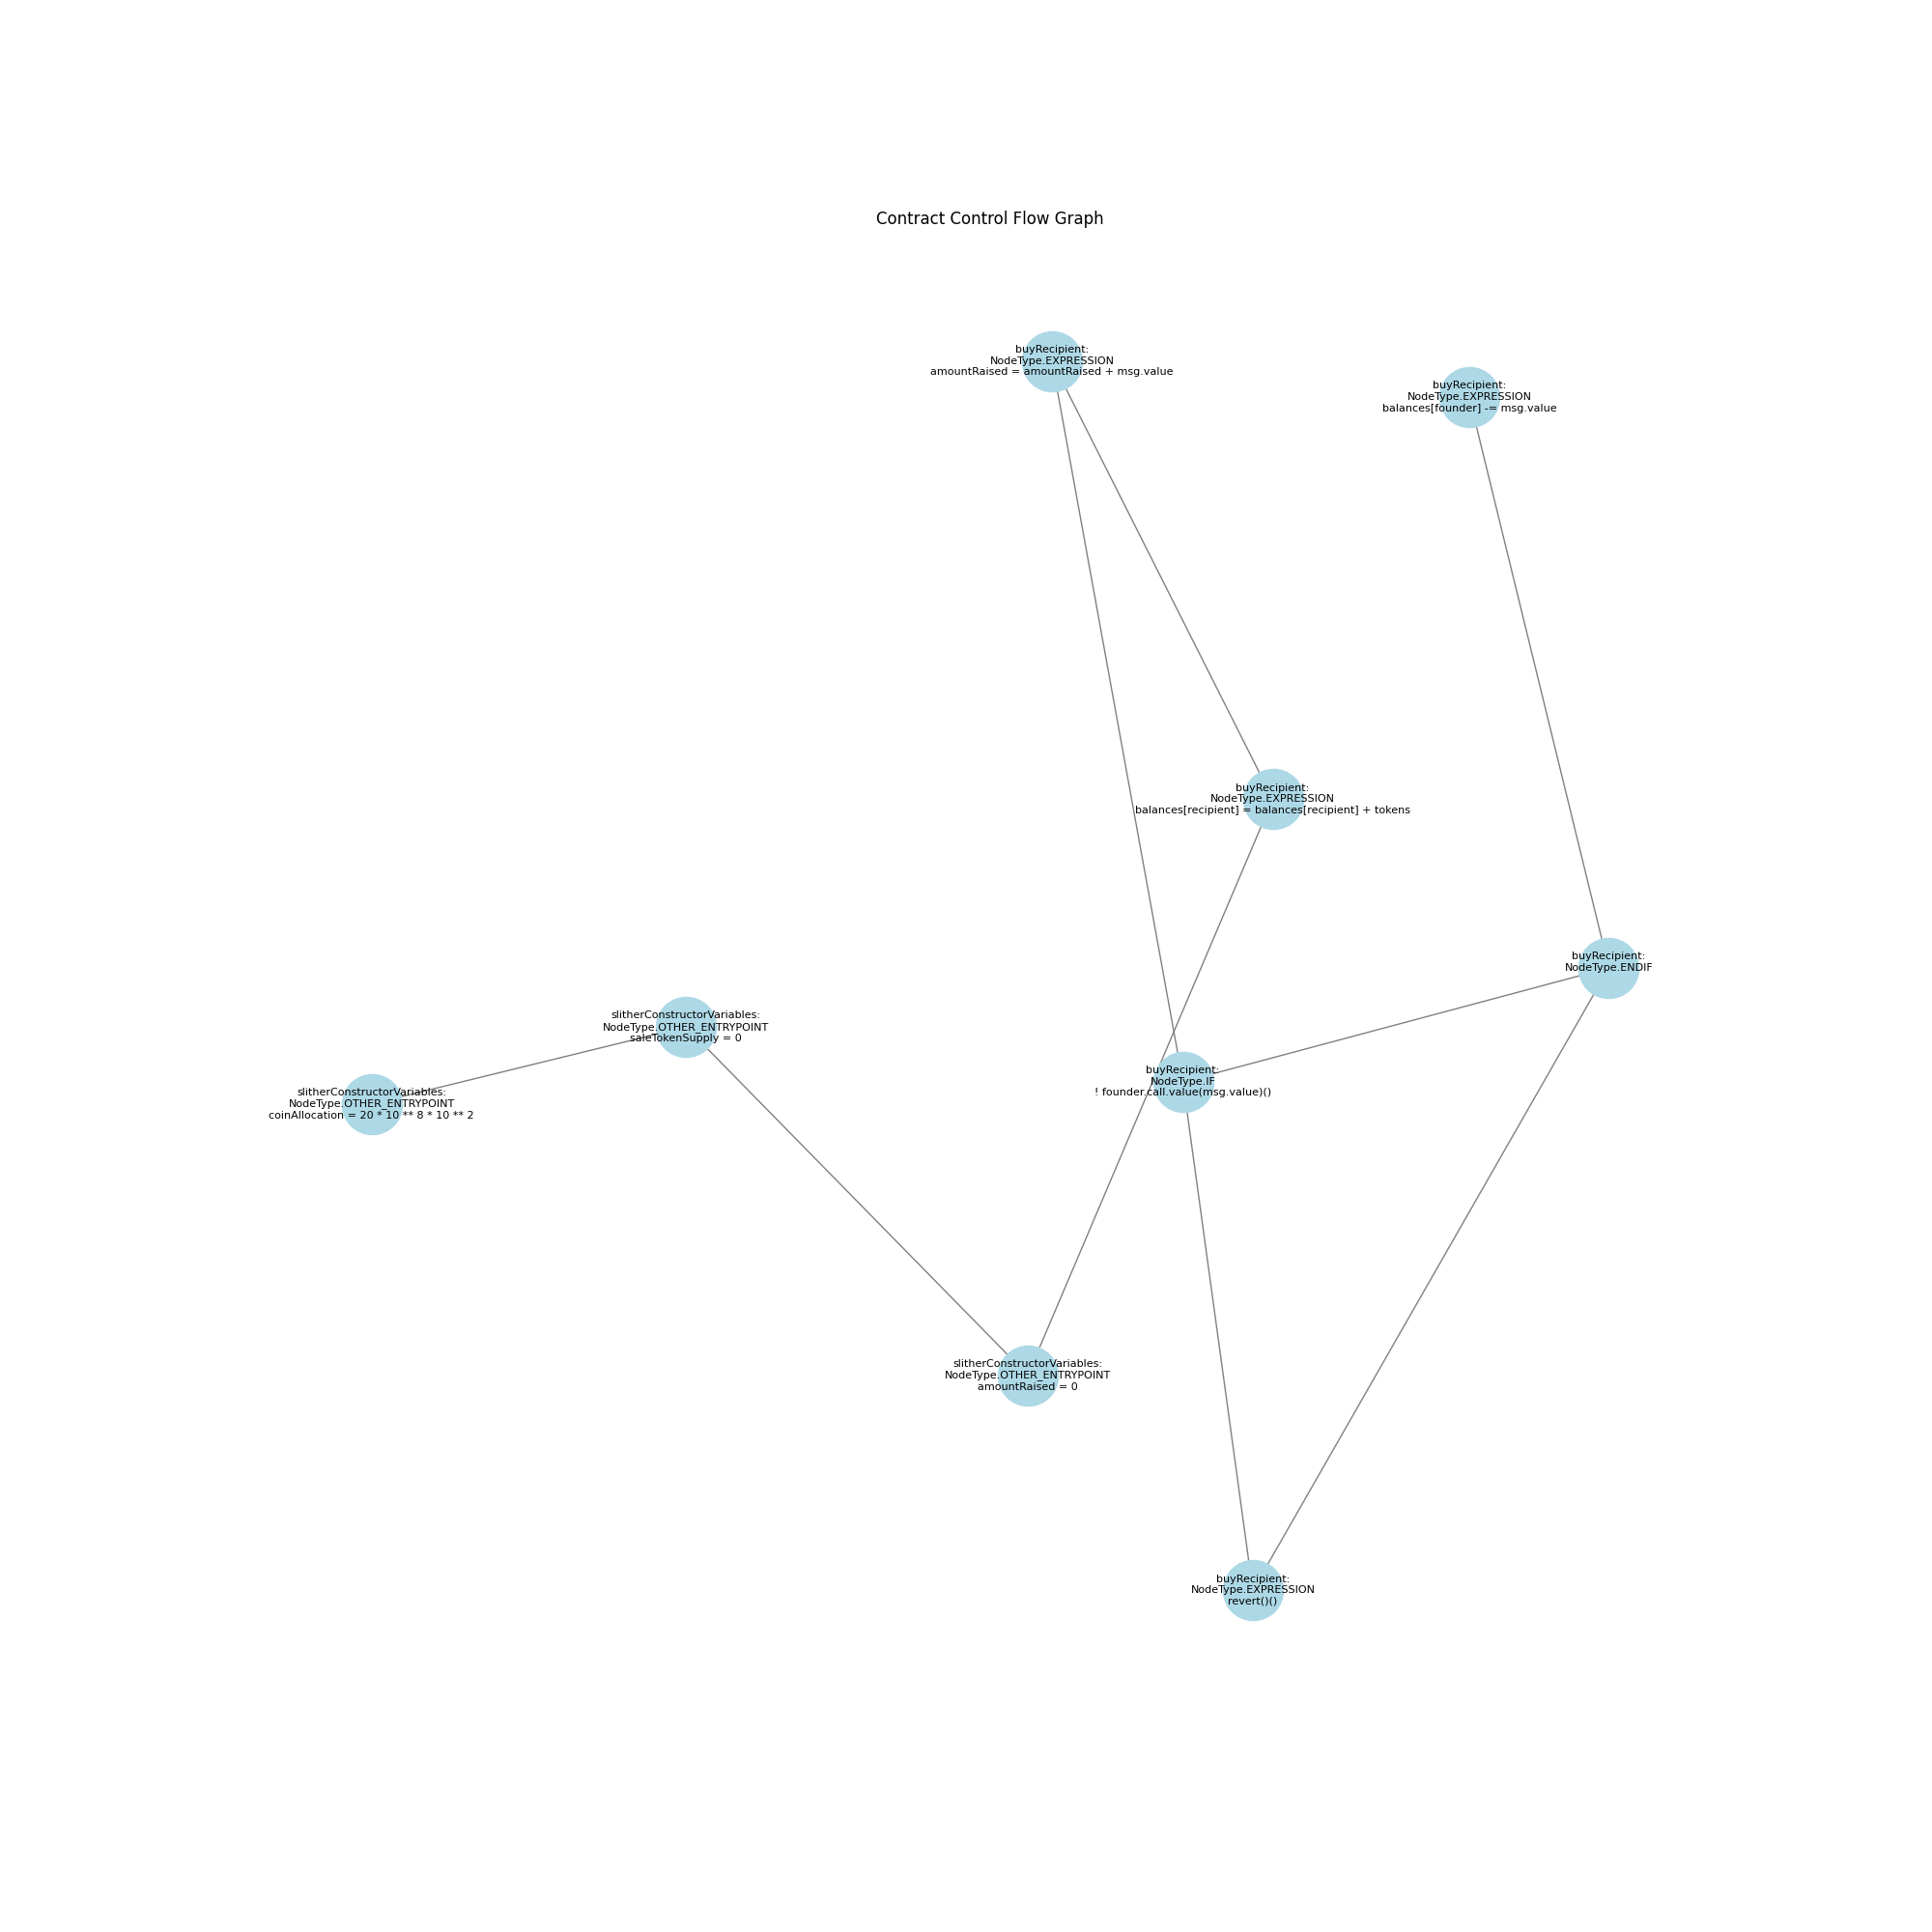 Contract Control Flow Graph
buyRecipient:
NodeType.EXPRESSION
amountRaised = amountRaised + msg.value
buyRecipient:
NodeType.EXPRESSION
balances[founder] -= msg.value
buyRecipient:
NodeType.EXPRESSION
balances[recipient] = balances[recipient] + tokens
buyRecipient:
NodeType.ENDIF
slitherConstructorVariables:
NodeType.OTHER_ENTRYPOINT
saleTokenSupply = 0
buyRecipient:
NodeType.IF
! founder.call.value(msg.value)()
slitherConstructorVariables:
NodeType.OTHER_ENTRYPOINT
coinAllocation = 20 * 10 ** 8 * 10 ** 2
slitherConstructorVariables:
NodeType.OTHER_ENTRYPOINT
amountRaised = 0
buyRecipient:
NodeType.EXPRESSION
revert()()